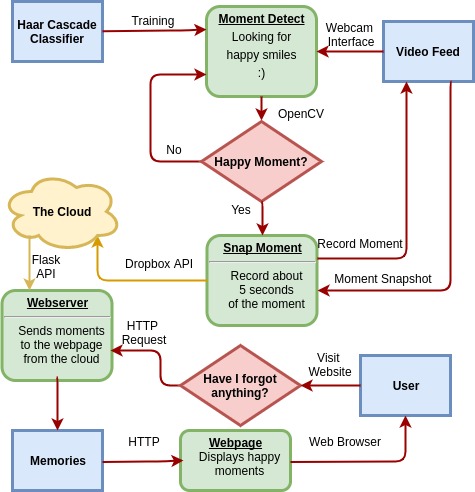 Haar Cascade
Classifier
Training
Moment Detect
Looking for
happy smiles
:)
Webcam
Interface
Video Feed
OpenCV
No
Happy Moment?
Yes
The Cloud
Flask
API
Dropbox API
Snap Moment
Record about
5 seconds
of the moment
Record Moment
Moment Snapshot
Webserver
Sends moments
to the webpage
from the cloud
HTTP
Request
Have I forgot
anything?
Visit
Website
User
Memories
HTTP
Webpage
Displays happy
moments
Web Browser